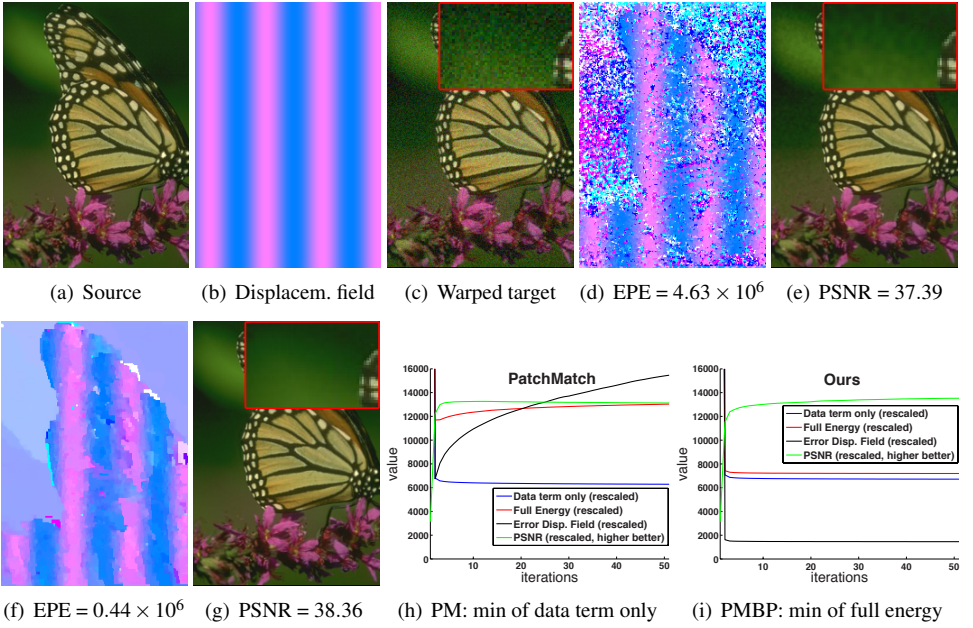 (a) Source
(b) Displacem. field
(c) Warped target
(d) EPE = 4.63 × 10⁶
(e) PSNR = 37.39
16000
14000
12000
10000
8000
6000
4000
2000
0
value
PatchMatch
Data term only (rescaled)
Full Energy (rescaled)
Error Disp. Field (rescaled)
PSNR (rescaled, higher better)
10
20
30
40
50
iterations
16000
14000
12000
10000
8000
6000
4000
2000
0
value
Ours
Data term only (rescaled)
Full Energy (rescaled)
Error Disp. Field (rescaled)
PSNR (rescaled, higher better)
10
20
30
40
50
iterations
(f) EPE = 0.44 × 10⁶
(g) PSNR = 38.36
(h) PM: min of data term only
(i) PMBP: min of full energy